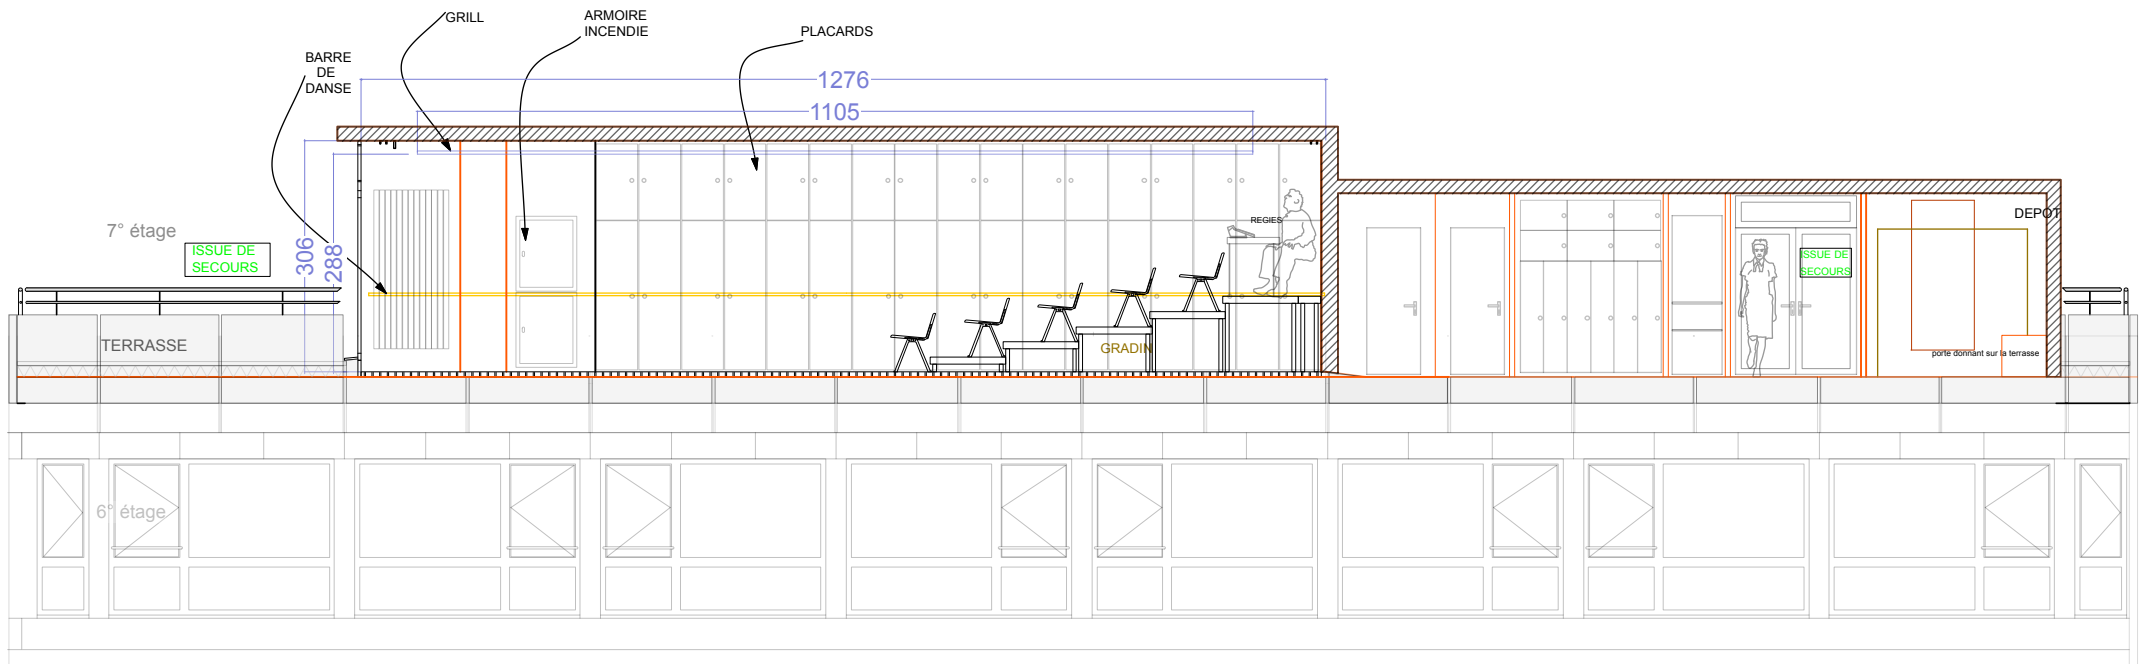 GRILL
ARMOIRE
INCENDIE
PLACARDS
BARRE
DE
DANSE
1276
1105
7° étage
ISSUE DE
SECOURS
306
288
REGIES
DEPOT
ISSUE DE
SECOURS
TERRASSE
GRADIN
porte donnant sur la terrasse
6° étage